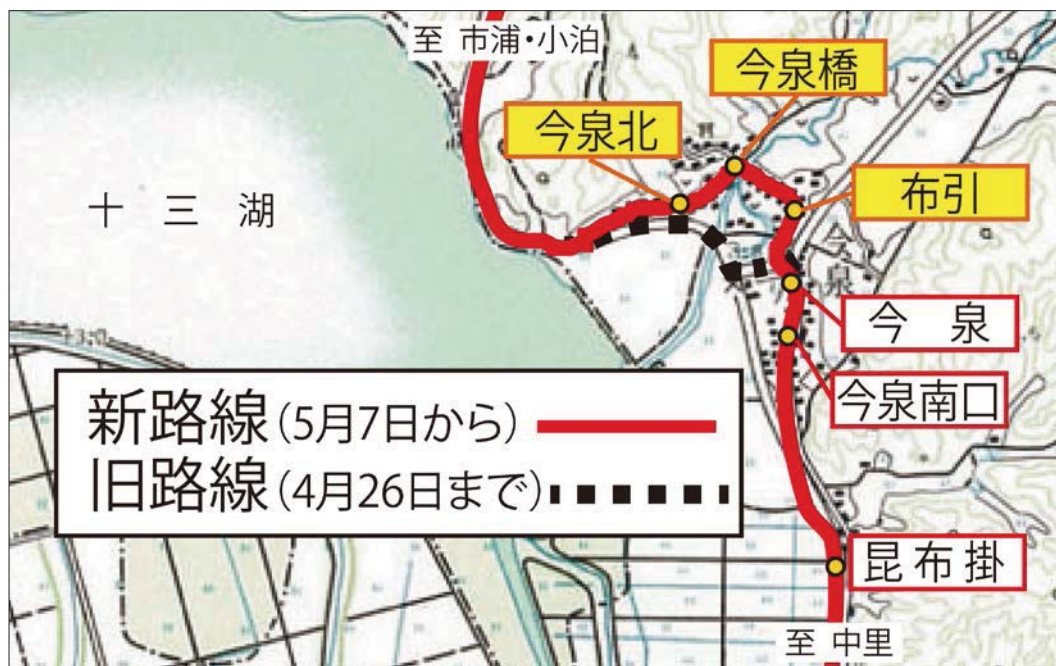 至 市浦・小泊
今泉橋
今泉北
布引
十三湖
今泉
今 泉
今泉南口
新路線(5月7日から)
旧路線(4月26日まで)
昆布掛
至 中里